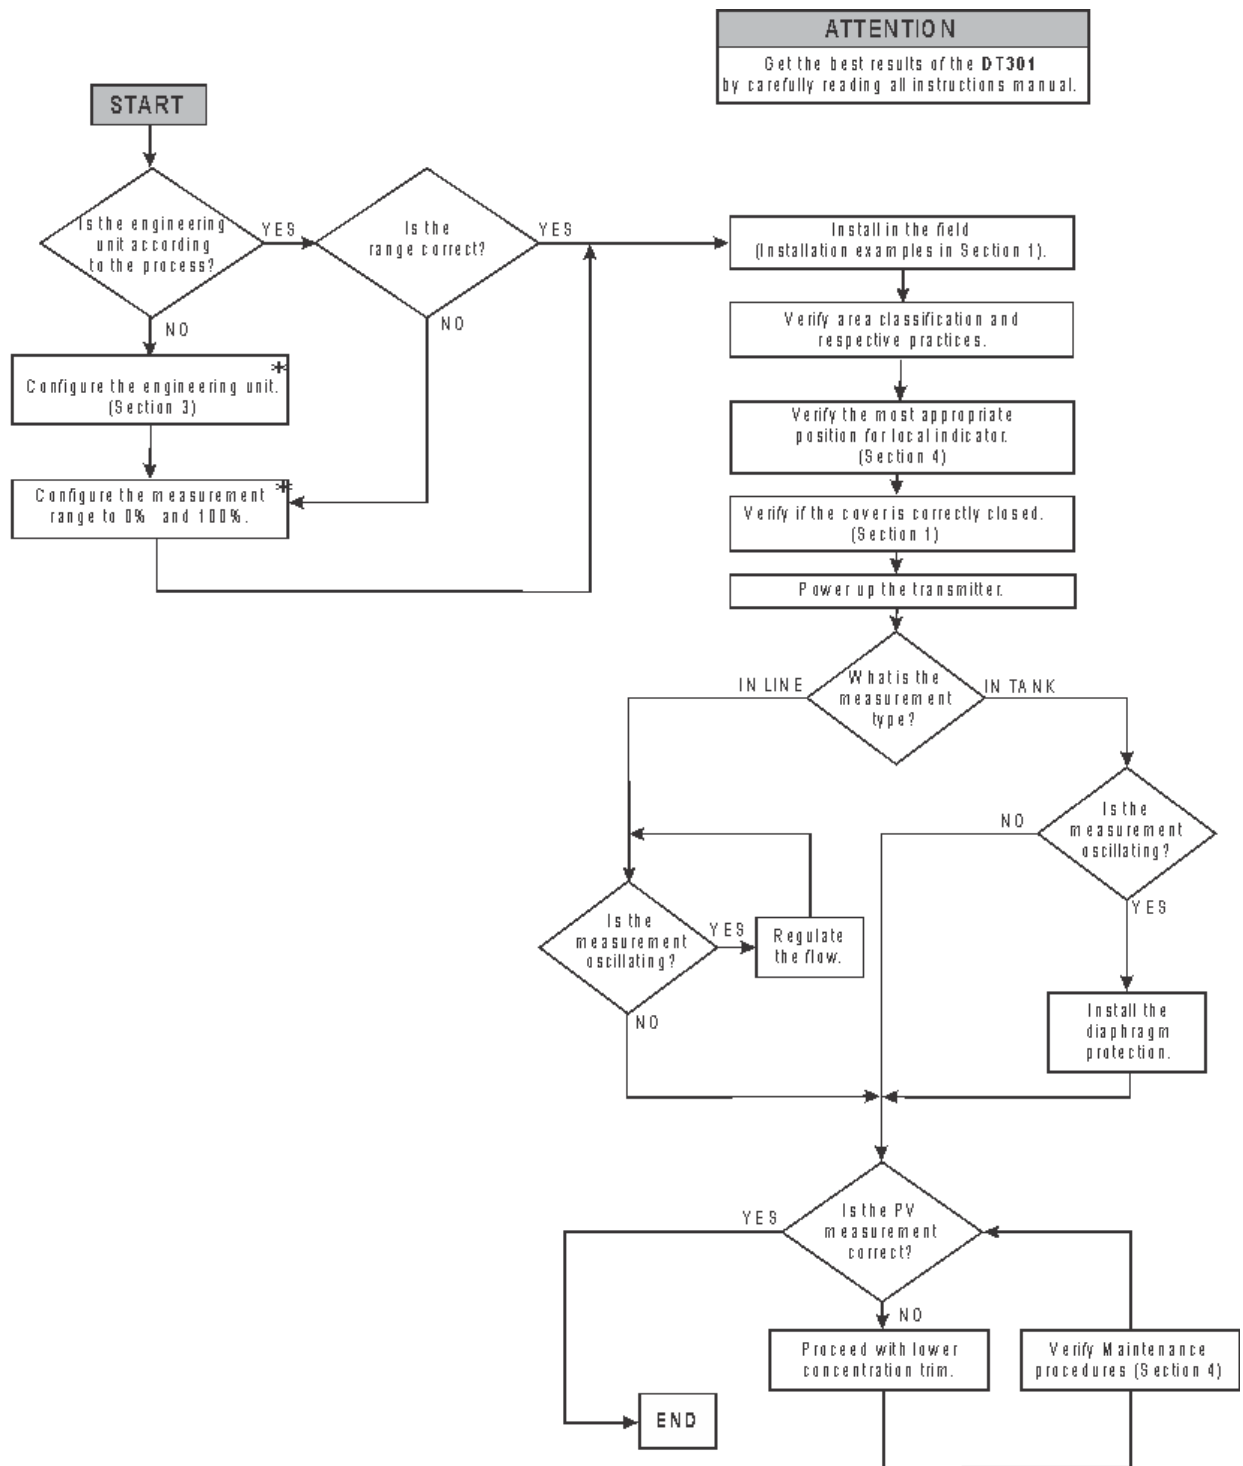 ATTENTION
Get the best results of the DT301
by carefully reading all instructions manual.
START
Is the engineering
unit according
to the process?
YES
NO
Is the
range correct?
YES
NO
Configure the engineering unit.
(Section 3)
*
Configure the measurement
range to 0% and 100%.
*
Install in the field
(Installation examples in Section 1).
Verify area classification and
respective practices.
Verify the most appropriate
position for local indicator.
(Section 4)
Verify if the cover is correctly closed.
(Section 1)
Power up the transmitter.
What is the
measurement
type?
IN LINE
IN TANK
Is the
measurement
oscillating?
NO
YES
Is the
measurement
oscillating?
YES
NO
Regulate
the flow.
Install the
diaphragm
protection.
Is the PV
measurement
correct?
YES
NO
Proceed with lower
concentration trim.
Verify Maintenance
procedures (Section 4)
END